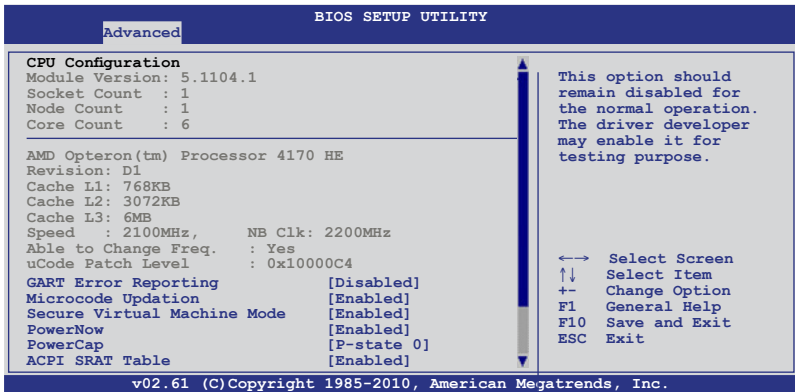 BIOS SETUP UTILITY
Advanced
CPU Configuration
Module Version: 5.1104.1
Socket Count : 1
Node Count : 1
Core Count : 6
AMD Opteron(tm) Processor 4170 HE
Revision: D1
Cache L1: 768KB
Cache L2: 3072KB
Cache L3: 6MB
Speed : 2100MHz, NB Clk: 2200MHz
Able to Change Freq. : Yes
uCode Patch Level : 0x10000C4
GART Error Reporting [Disabled]
Microcode Updation [Enabled]
Secure Virtual Machine Mode [Enabled]
PowerNow [Enabled]
PowerCap [P-state 0]
ACPI SRAT Table [Enabled]
This option should
remain disabled for
the normal operation.
The driver developer
may enable it for
testing purpose.
←→ Select Screen
↑↓ Select Item
+- Change Option
F1 General Help
F10 Save and Exit
ESC Exit
v02.61 (C)Copyright 1985-2010, American Megatrends, Inc.